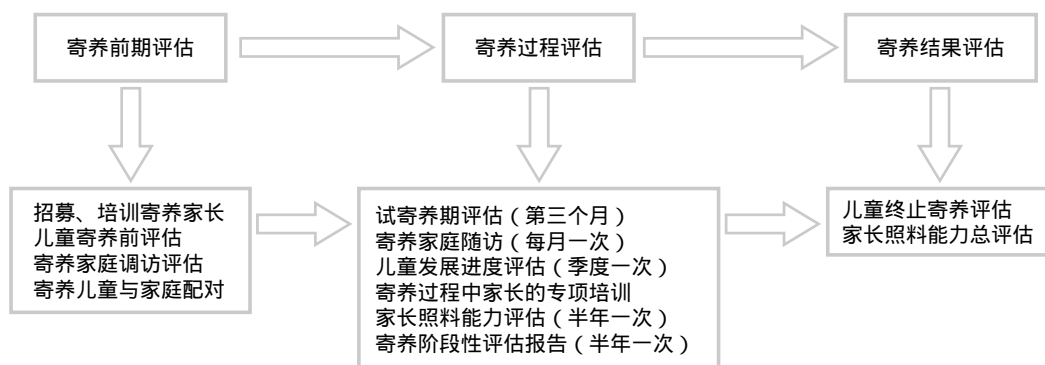 寄养前期评估
寄养过程评估
寄养结果评估
招募、培训寄养家长
儿童寄养前评估
寄养家庭调访评估
寄养儿童与家庭配对
试寄养期评估（第三个月）
寄养家庭随访（每月一次）
儿童发展进度评估（季度一次）
寄养过程中家长的专项培训
家长照料能力评估（半年一次）
寄养阶段性评估报告（半年一次）
儿童终止寄养评估
家长照料能力总评估